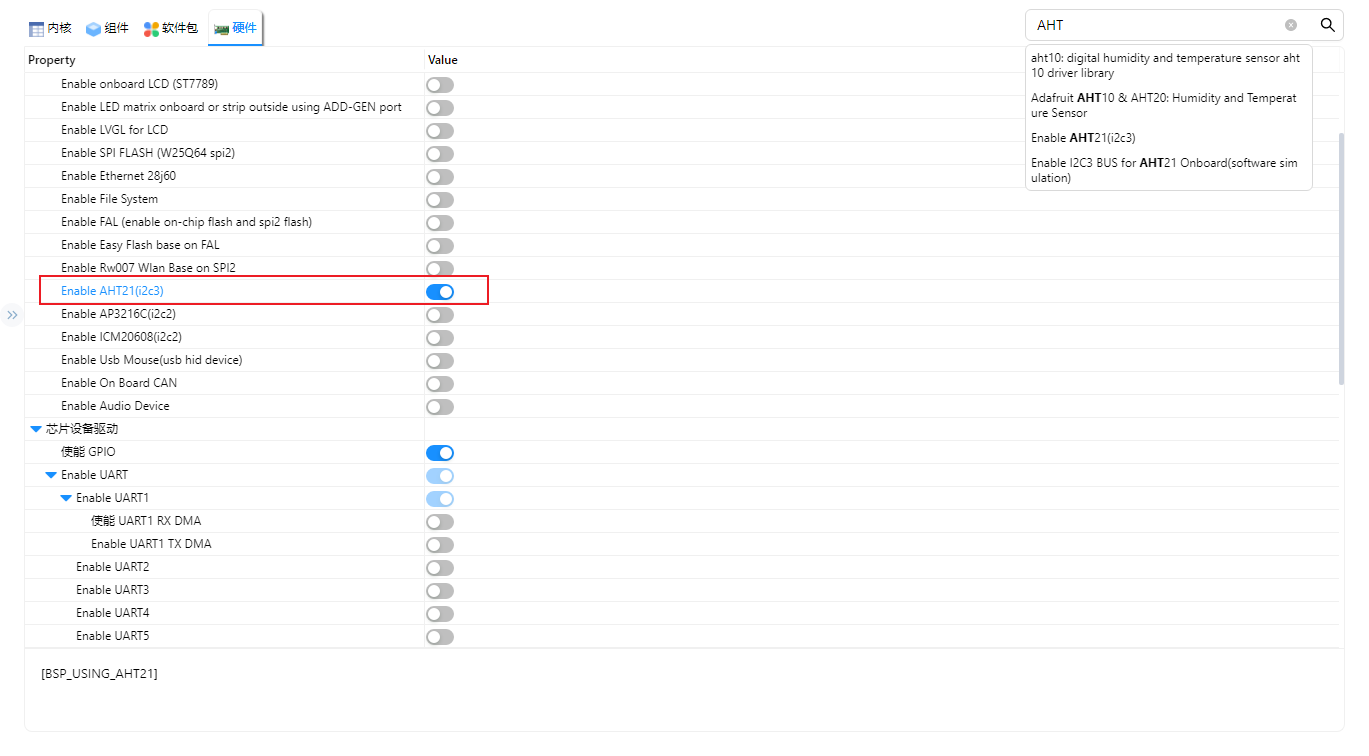 内核 组件 软件包 硬件
AHT
Property Value
aht10: digital humidity and temperature sensor aht
10 driver library
Adafruit AHT10 & AHT20: Humidity and Temperat
ure Sensor
Enable AHT21(i2c3)
Enable I2C3 BUS for AHT21 Onboard(software sim
ulation)
Enable onboard LCD (ST7789)
Enable LED matrix onboard or strip outside using ADD-GEN port
Enable LVGL for LCD
Enable SPI FLASH (W25Q64 spi2)
Enable Ethernet 28j60
Enable File System
Enable FAL (enable on-chip flash and spi2 flash)
Enable Easy Flash base on FAL
Enable Rw007 Wlan Base on SPI2
Enable AHT21(i2c3)
Enable AP3216C(i2c2)
Enable ICM20608(i2c2)
Enable Usb Mouse(usb hid device)
Enable On Board CAN
Enable Audio Device
芯片设备驱动
使能 GPIO
Enable UART
Enable UART1
使能 UART1 RX DMA
Enable UART1 TX DMA
Enable UART2
Enable UART3
Enable UART4
Enable UART5
[BSP_USING_AHT21]